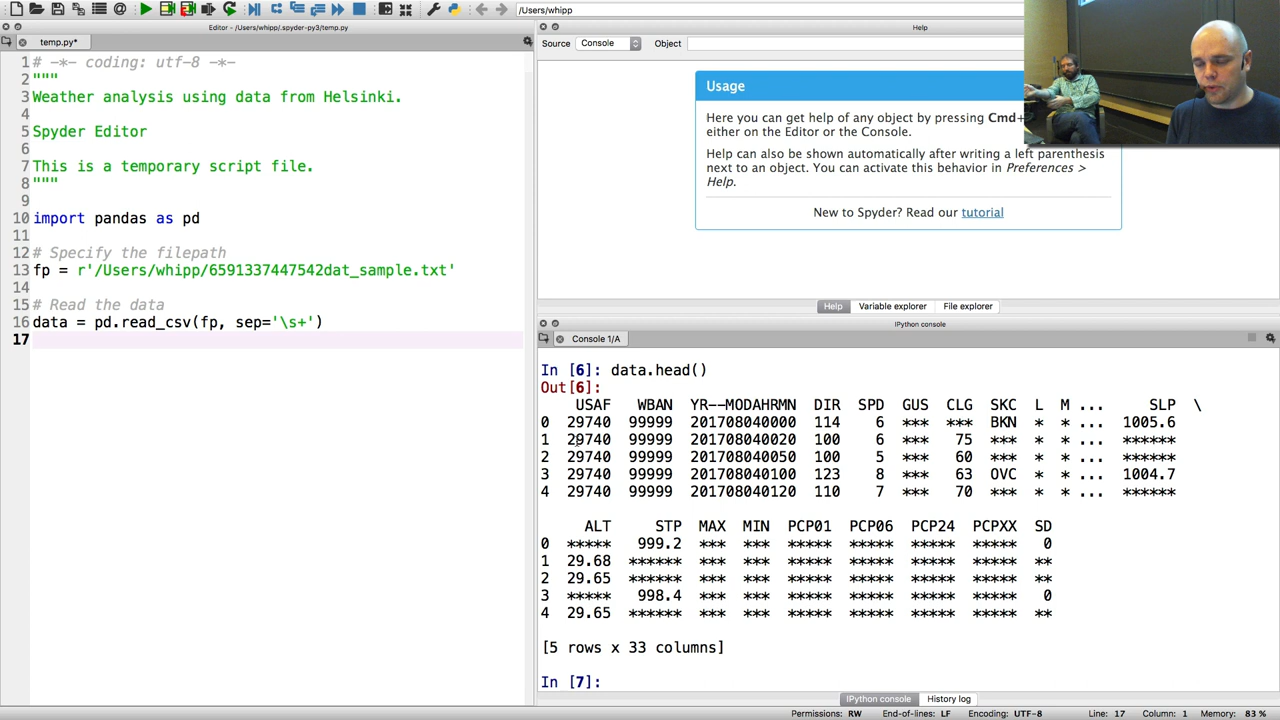 /Users/whipp
Editor - /Users/whipp/.spyder-py3/temp.py
Help
temp.py*
Source Console Object
1 # -*- coding: utf-8 -*-
2 """
3 Weather analysis using data from Helsinki.
4
5 Spyder Editor
6
7 This is a temporary script file.
8 """
9
10 import pandas as pd
11
12 # Specify the filepath
13 fp = r'/Users/whipp/6591337447542dat_sample.txt'
14
15 # Read the data
16 data = pd.read_csv(fp, sep='\s+')
17
Usage
Here you can get help of any object by pressing Cmd+
either on the Editor or the Console.
Help can also be shown automatically after writing a left parenthesis
next to an object. You can activate this behavior in Preferences >
Help.
New to Spyder? Read our tutorial
Help Variable explorer File explorer
IPython console
Console 1/A
In [6]: data.head()
Out[6]:
USAF WBAN YR--MODAHRMN DIR SPD GUS CLG SKC L M ... SLP \
0 29740 99999 201708040000 114 6 *** *** BKN * * ... 1005.6
1 29740 99999 201708040020 100 6 *** 75 *** * * ... ******
2 29740 99999 201708040050 100 5 *** 60 *** * * ... ******
3 29740 99999 201708040100 123 8 *** 63 OVC * * ... 1004.7
4 29740 99999 201708040120 110 7 *** 70 *** * * ... ******
ALT STP MAX MIN PCP01 PCP06 PCP24 PCPXX SD
0 ***** 999.2 *** *** ***** ***** ***** ***** 0
1 29.68 ****** *** *** ***** ***** ***** ***** **
2 29.65 ****** *** *** ***** ***** ***** ***** **
3 ***** 998.4 *** *** ***** ***** ***** ***** 0
4 29.65 ****** *** *** ***** ***** ***** ***** **
[5 rows x 33 columns]
In [7]:
IPython console History log
Permissions: RW End-of-lines: LF Encoding: UTF-8 Line: 17 Column: 1 Memory: 83 %